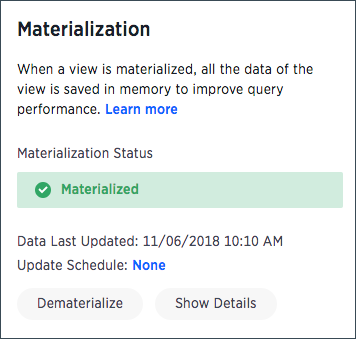 Materialization
When a view is materialized, all the data of the
view is saved in memory to improve query
performance. Learn more
Materialization Status
Materialized
Data Last Updated: 11/06/2018 10:10 AM
Update Schedule: None
Dematerialize Show Details